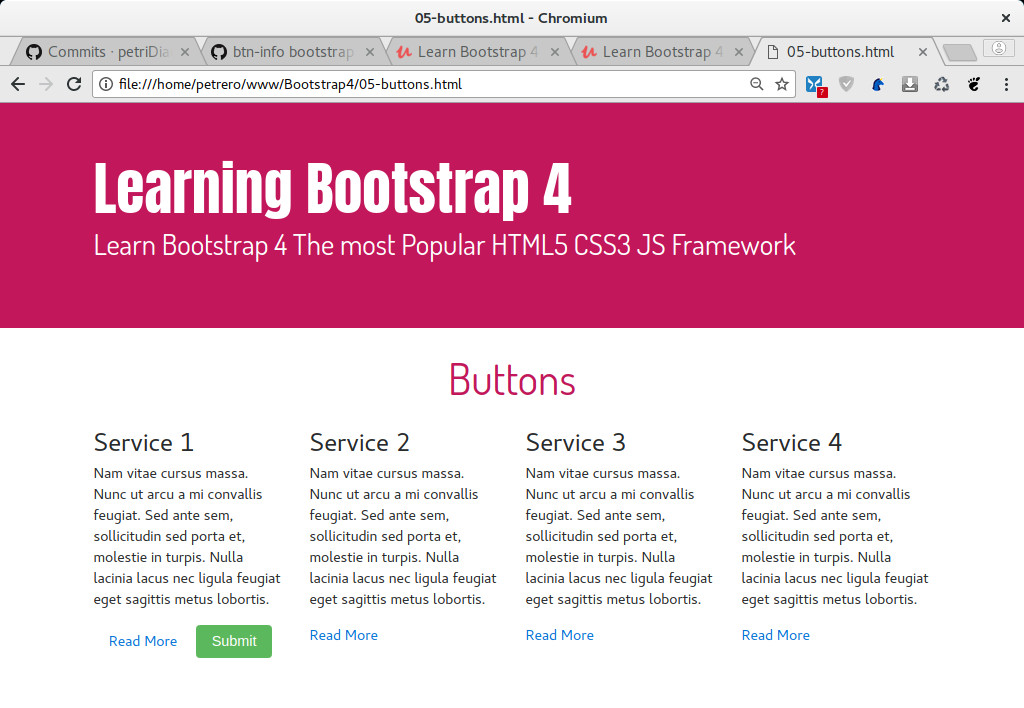 05-buttons.html - Chromium
Commits · petriDia
btn-info bootstrap
Learn Bootstrap 4
Learn Bootstrap 4
05-buttons.html
file:///home/petrero/www/Bootstrap4/05-buttons.html
?
Learning Bootstrap 4
Learn Bootstrap 4 The most Popular HTML5 CSS3 JS Framework
Buttons
Service 1
Nam vitae cursus massa.
Nunc ut arcu a mi convallis
feugiat. Sed ante sem,
sollicitudin sed porta et,
molestie in turpis. Nulla
lacinia lacus nec ligula feugiat
eget sagittis metus lobortis.
Read More
Submit
Service 2
Nam vitae cursus massa.
Nunc ut arcu a mi convallis
feugiat. Sed ante sem,
sollicitudin sed porta et,
molestie in turpis. Nulla
lacinia lacus nec ligula feugiat
eget sagittis metus lobortis.
Read More
Service 3
Nam vitae cursus massa.
Nunc ut arcu a mi convallis
feugiat. Sed ante sem,
sollicitudin sed porta et,
molestie in turpis. Nulla
lacinia lacus nec ligula feugiat
eget sagittis metus lobortis.
Read More
Service 4
Nam vitae cursus massa.
Nunc ut arcu a mi convallis
feugiat. Sed ante sem,
sollicitudin sed porta et,
molestie in turpis. Nulla
lacinia lacus nec ligula feugiat
eget sagittis metus lobortis.
Read More